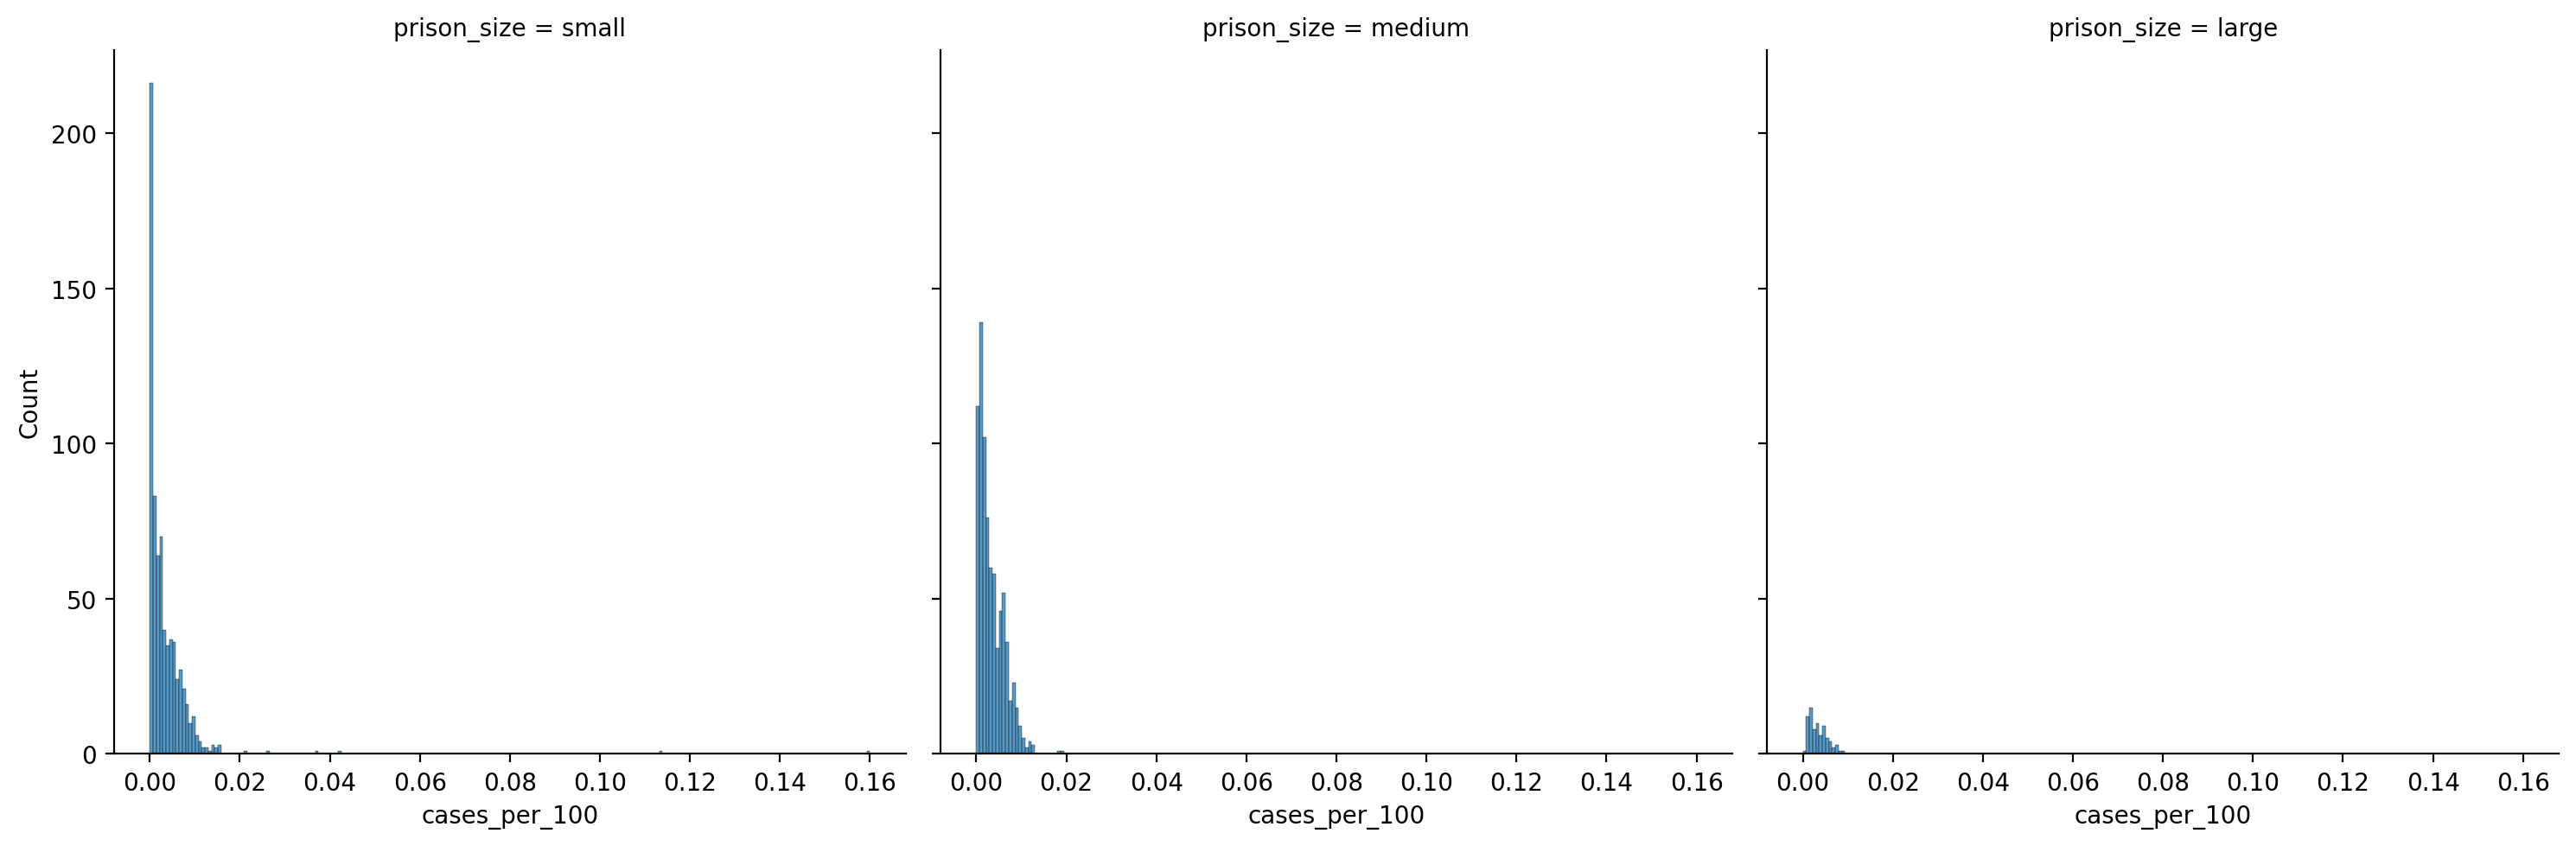 prison_size = small
prison_size = medium
prison_size = large
Count
200
150
100
50
0
0.00 0.02 0.04 0.06 0.08 0.10 0.12 0.14 0.16
0.00 0.02 0.04 0.06 0.08 0.10 0.12 0.14 0.16
0.00 0.02 0.04 0.06 0.08 0.10 0.12 0.14 0.16
cases_per_100
cases_per_100
cases_per_100